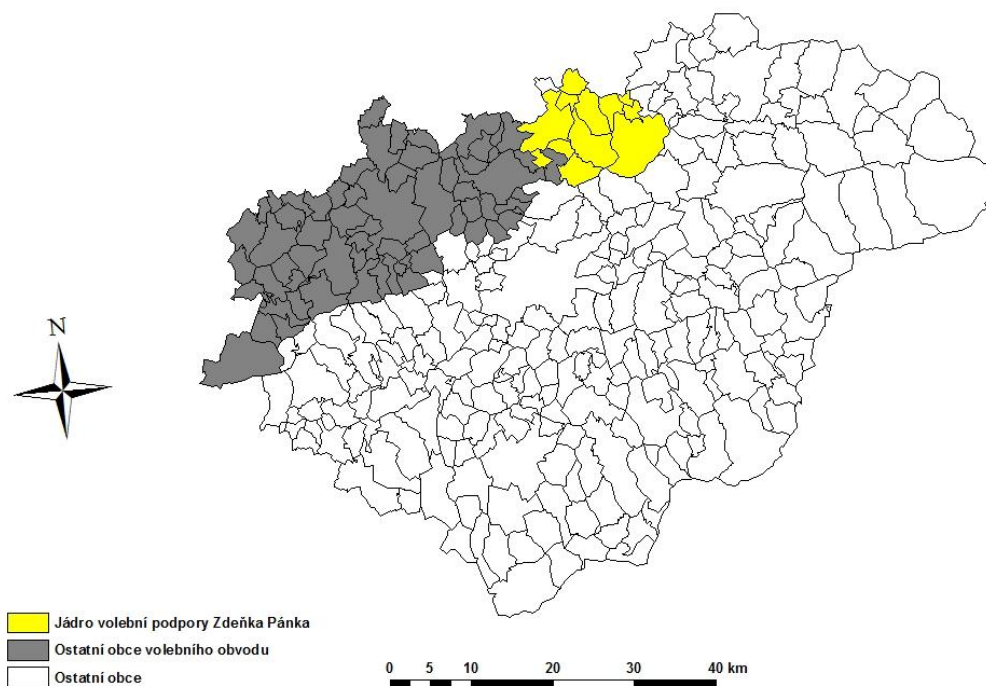 N
Jádro volební podpory Zdeňka Pánka
Ostatní obce volebního obvodu
Ostatní obce
0 5 10 20 30 40 km